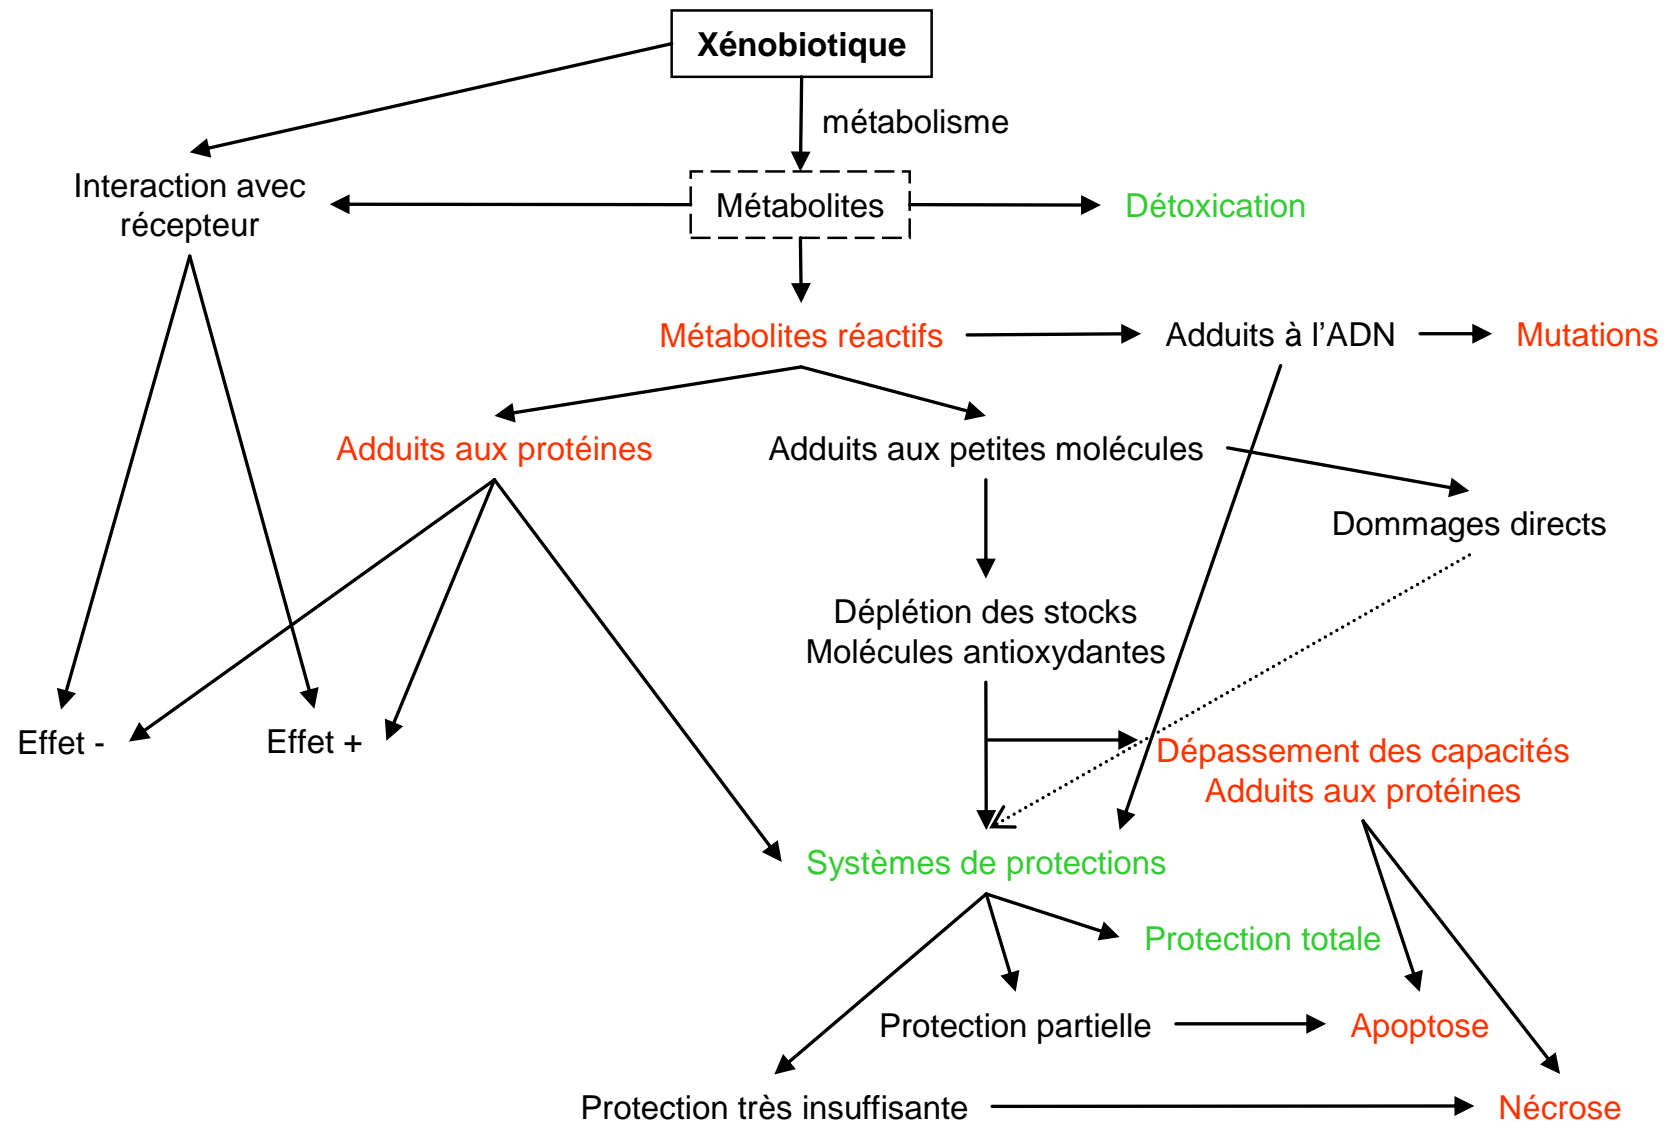 Xénobiotique
métabolisme
Interaction avec
récepteur
Métabolites
Détoxication
Métabolites réactifs
Adduits à l’ADN
Mutations
Adduits aux protéines
Adduits aux petites molécules
Dommages directs
Déplétion des stocks
Molécules antioxydantes
Effet -
Effet +
Dépassement des capacités
Adduits aux protéines
Systèmes de protections
Protection totale
Protection partielle
Apoptose
Protection très insuffisante
Nécrose